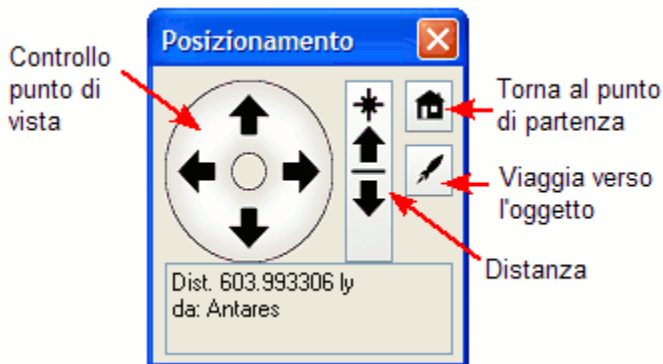 Posizionamento
Controllo
punto di
vista
Torna al punto
di partenza
Viaggia verso
l'oggetto
Distanza
Dist. 603.993306 ly
da: Antares